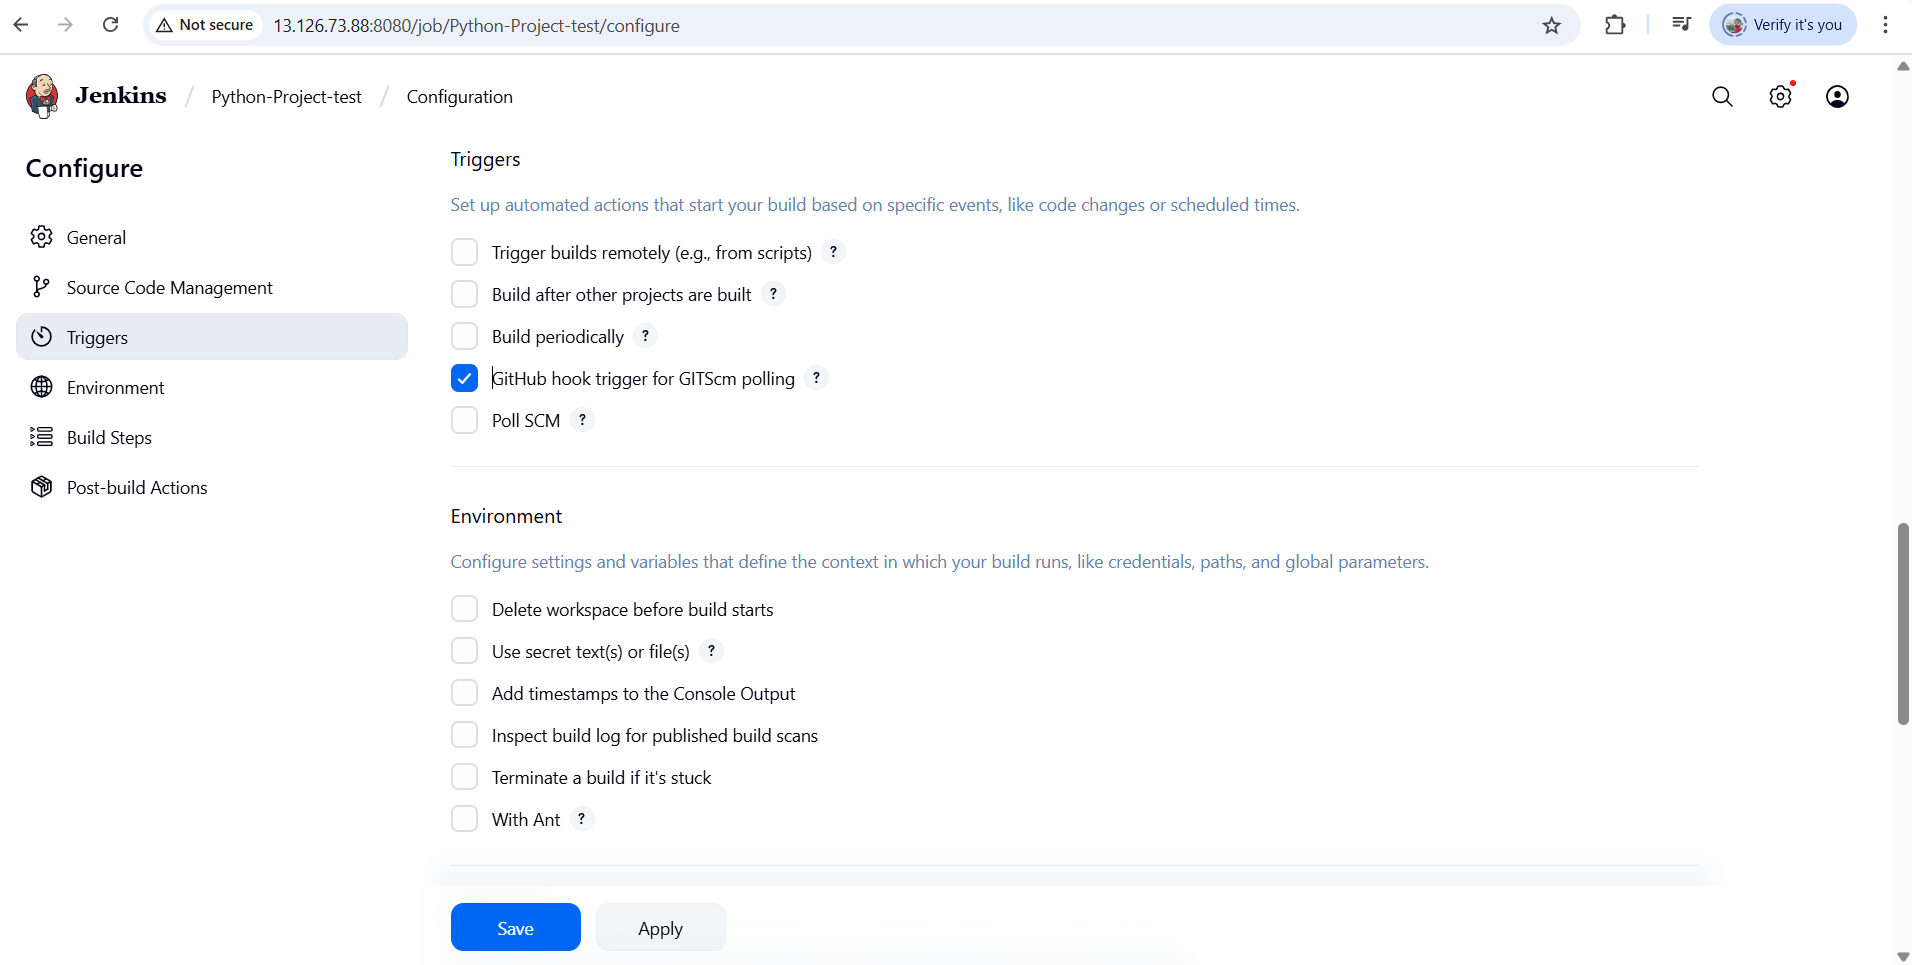 Not secure 13.126.73.88:8080/job/Python-Project-test/configure Verify it's you
Jenkins / Python-Project-test / Configuration
Configure
General
Source Code Management
Triggers
Environment
Build Steps
Post-build Actions
Triggers
Set up automated actions that start your build based on specific events, like code changes or scheduled times.
Trigger builds remotely (e.g., from scripts) ?
Build after other projects are built ?
Build periodically ?
GitHub hook trigger for GITScm polling ?
Poll SCM ?
Environment
Configure settings and variables that define the context in which your build runs, like credentials, paths, and global parameters.
Delete workspace before build starts
Use secret text(s) or file(s) ?
Add timestamps to the Console Output
Inspect build log for published build scans
Terminate a build if it's stuck
With Ant ?
Save Apply